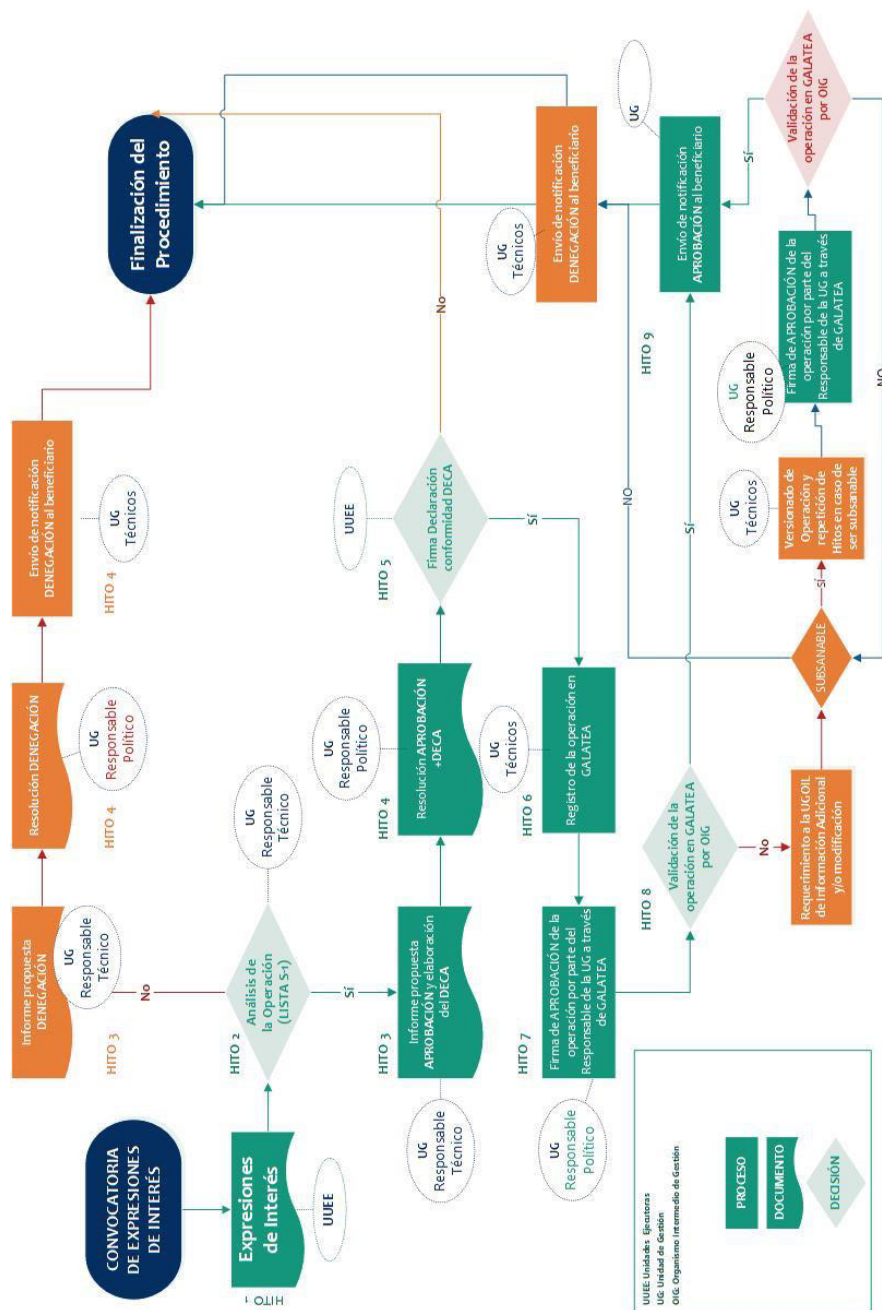 CONVOCATORIA
DE EXPRESIONES
DE INTERÉS
HITO 1
Expresiones
de Interés
UUEE
HITO 2
Análisis de
la Operación
(LISTA S-1)
UG
Responsable
Técnico
No
Sí
HITO 3
Informe propuesta
DENEGACIÓN
UG
Responsable
Técnico
HITO 4
Resolución DENEGACIÓN
UG
Responsable
Político
HITO 4
Envío de notificación
DENEGACIÓN al beneficiario
UG
Técnicos
Finalización del
Procedimiento
HITO 3
Informe propuesta
APROBACIÓN y elaboración
del DECA
UG
Responsable
Técnico
HITO 4
Resolución APROBACIÓN
+DECA
UG
Responsable
Político
HITO 5
Firma Declaración
conformidad DECA
UUEE
No
Sí
HITO 6
Registro de la operación en
GALATEA
UG
Técnicos
HITO 7
Firma de APROBACIÓN de la
operación por parte del
Responsable de la UG a través
de GALATEA
UG
Responsable
Político
Envío de notificación
DENEGACIÓN al beneficiario
UG
Técnicos
HITO 8
Validación de la
operación en GALATEA
por OIG
No
Sí
HITO 9
Envío de notificación
APROBACIÓN al beneficiario
UG
Requerimiento a la UGOIL
de Información Adicional
y/o modificación
SUBSANABLE
NO
sí
Versionado de
Operación y
repetición de
Hitos en caso de
ser subsanable
UG
Técnicos
Firma de APROBACIÓN de la
operación por parte del
Responsable de la UG a través
de GALATEA
UG
Responsable
Político
Validación de la
operación en GALATEA
por OIG
Sí
NO
UUEE: Unidades Ejecutoras
UG: Unidad de Gestión
OIG: Organismo Intermedio de Gestión
PROCESO
DOCUMENTO
DECISIÓN